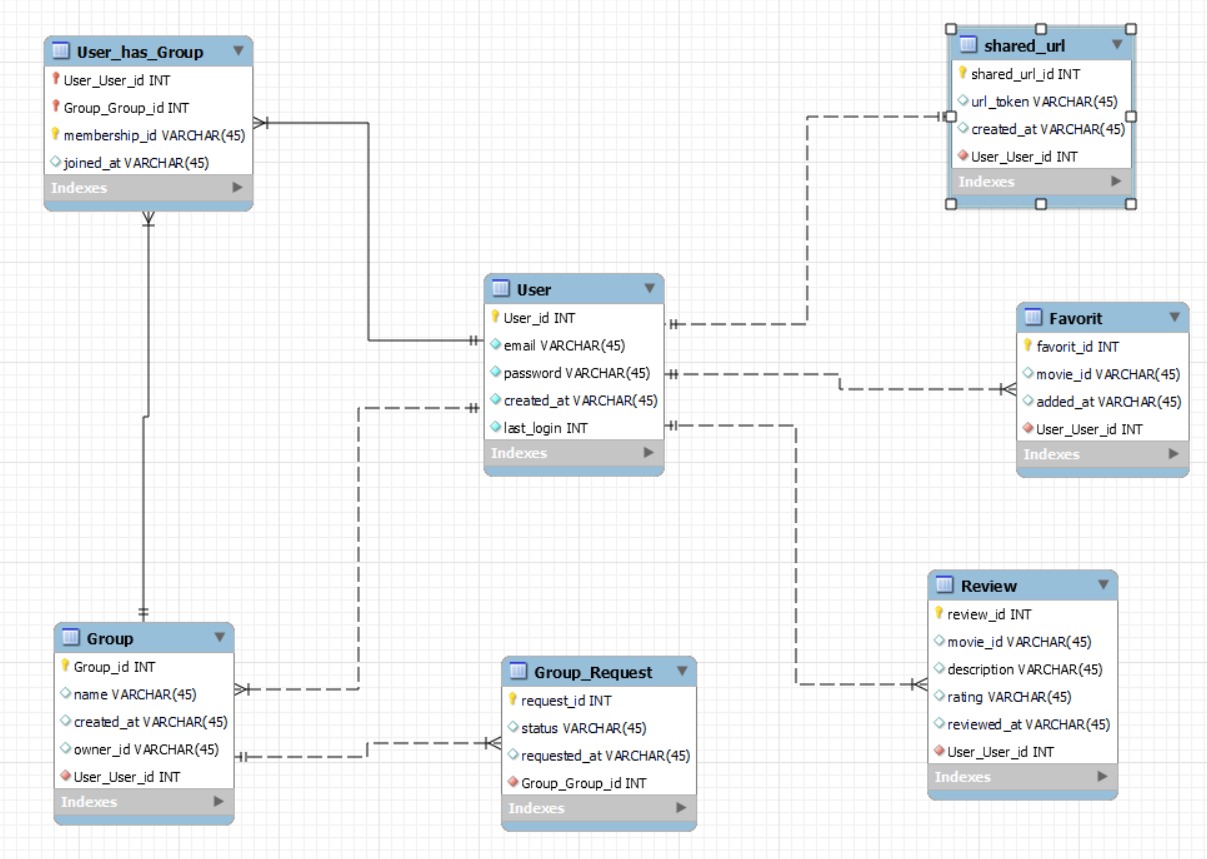 User_has_Group
User_User_id INT
Group_Group_id INT
membership_id VARCHAR(45)
joined_at VARCHAR(45)
Indexes
shared_url
shared_url_id INT
url_token VARCHAR(45)
created_at VARCHAR(45)
User_User_id INT
Indexes
User
User_id INT
email VARCHAR(45)
password VARCHAR(45)
created_at VARCHAR(45)
last_login INT
Indexes
Favorit
favorit_id INT
movie_id VARCHAR(45)
added_at VARCHAR(45)
User_User_id INT
Indexes
Group
Group_id INT
name VARCHAR(45)
created_at VARCHAR(45)
owner_id VARCHAR(45)
User_User_id INT
Indexes
Group_Request
request_id INT
status VARCHAR(45)
requested_at VARCHAR(45)
Group_Group_id INT
Indexes
Review
review_id INT
movie_id VARCHAR(45)
description VARCHAR(45)
rating VARCHAR(45)
reviewed_at VARCHAR(45)
User_User_id INT
Indexes